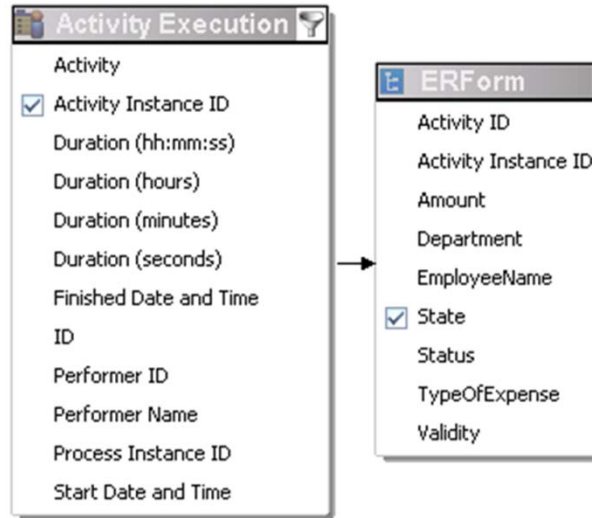 Activity Execution
Activity
Activity Instance ID
Duration (hh:mm:ss)
Duration (hours)
Duration (minutes)
Duration (seconds)
Finished Date and Time
ID
Performer ID
Performer Name
Process Instance ID
Start Date and Time
ERForm
Activity ID
Activity Instance ID
Amount
Department
EmployeeName
State
Status
TypeOfExpense
Validity